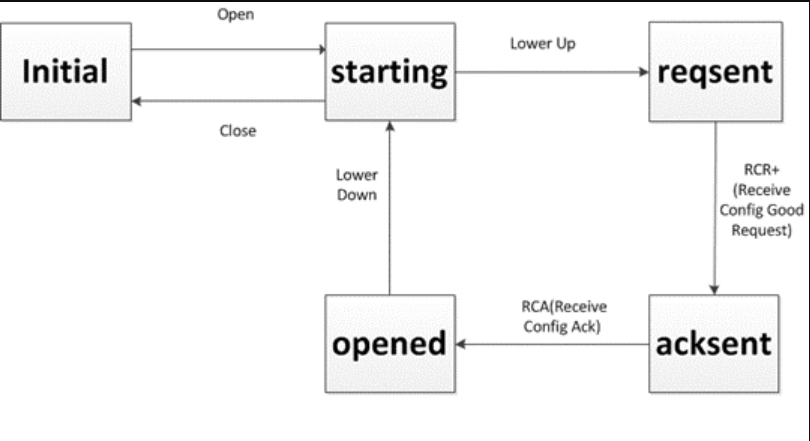 Open
Initial
starting
Lower Up
reqsent
Close
Lower
Down
RCR+
(Receive
Config Good
Request)
RCA(Receive
Config Ack)
opened
acksent